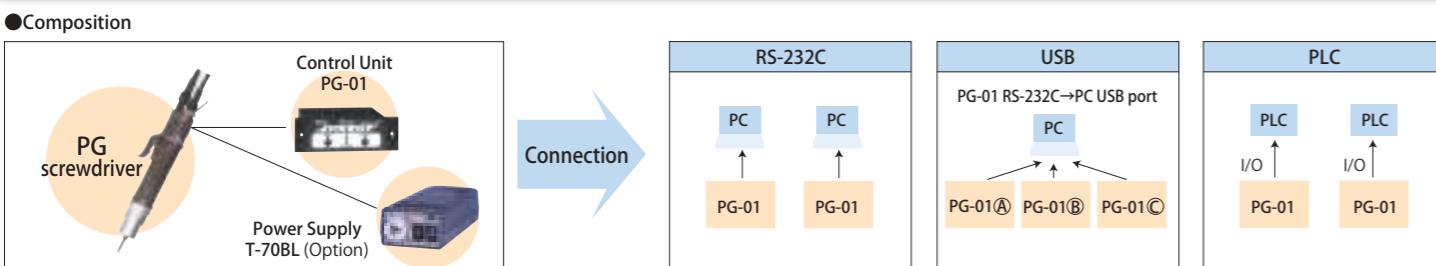 ●Composition
Control Unit
PG-01
PG
screwdriver
Power Supply
T-70BL (Option)
Connection
RS-232C
PC PC
PG-01 PG-01
USB
PG-01 RS-232C→PC USB port
PC
PG-01Ⓐ PG-01Ⓑ PG-01Ⓒ
PLC
PLC PLC
I/O I/O
PG-01 PG-01